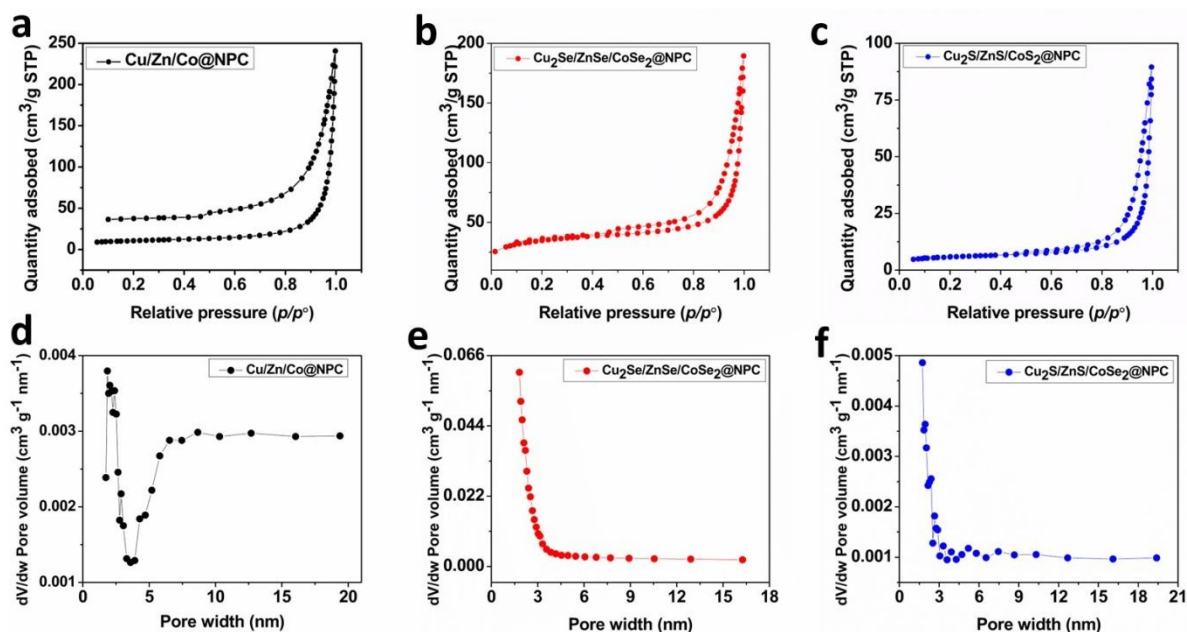 a
Cu/Zn/Co@NPC
Quantity adsorbed (cm³/g STP)
250
200
150
100
50
0
0.0 0.2 0.4 0.6 0.8 1.0
Relative pressure (p/p°)
b
Cu₂Se/ZnSe/CoSe₂@NPC
Quantity adsobed (cm³/g STP)
200
150
100
50
0.0 0.2 0.4 0.6 0.8 1.0
Relative pressure (p/p°)
c
Cu₂S/ZnS/CoS₂@NPC
Quantity adsobed (cm³/g STP)
100
75
50
25
0
0.0 0.2 0.4 0.6 0.8 1.0
Relative pressure (p/p°)
d
Cu/Zn/Co@NPC
dV/dw Pore volume (cm³ g⁻¹ nm⁻¹)
0.004
0.003
0.002
0.001
0 5 10 15 20
Pore width (nm)
e
Cu₂Se/ZnSe/CoSe₂@NPC
dV/dw Pore volume (cm³ g⁻¹ nm⁻¹)
0.066
0.044
0.022
0.000
0 3 6 9 12 15 18
Pore width (nm)
f
Cu₂S/ZnS/CoSe₂@NPC
dV/dw Pore volume (cm³ g⁻¹ nm⁻¹)
0.005
0.004
0.003
0.002
0.001
0 3 6 9 12 15 18 21
Pore width (nm)